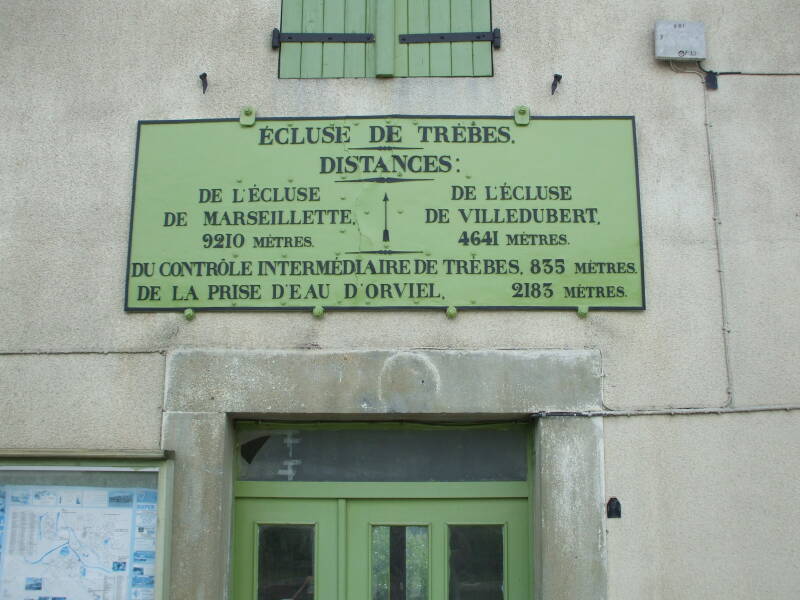 ÉCLUSE DE TRÈBES.
DISTANCES:
DE L'ÉCLUSE
DE MARSEILLETTE.
9210 MÈTRES.
DE L'ÉCLUSE
DE VILLEDUBERT.
4641 MÈTRES.
DU CONTRÔLE INTERMÉDIAIRE DE TRÈBES. 835 MÈTRES.
DE LA PRISE D'EAU D'ORVIEL. 2183 MÈTRES.